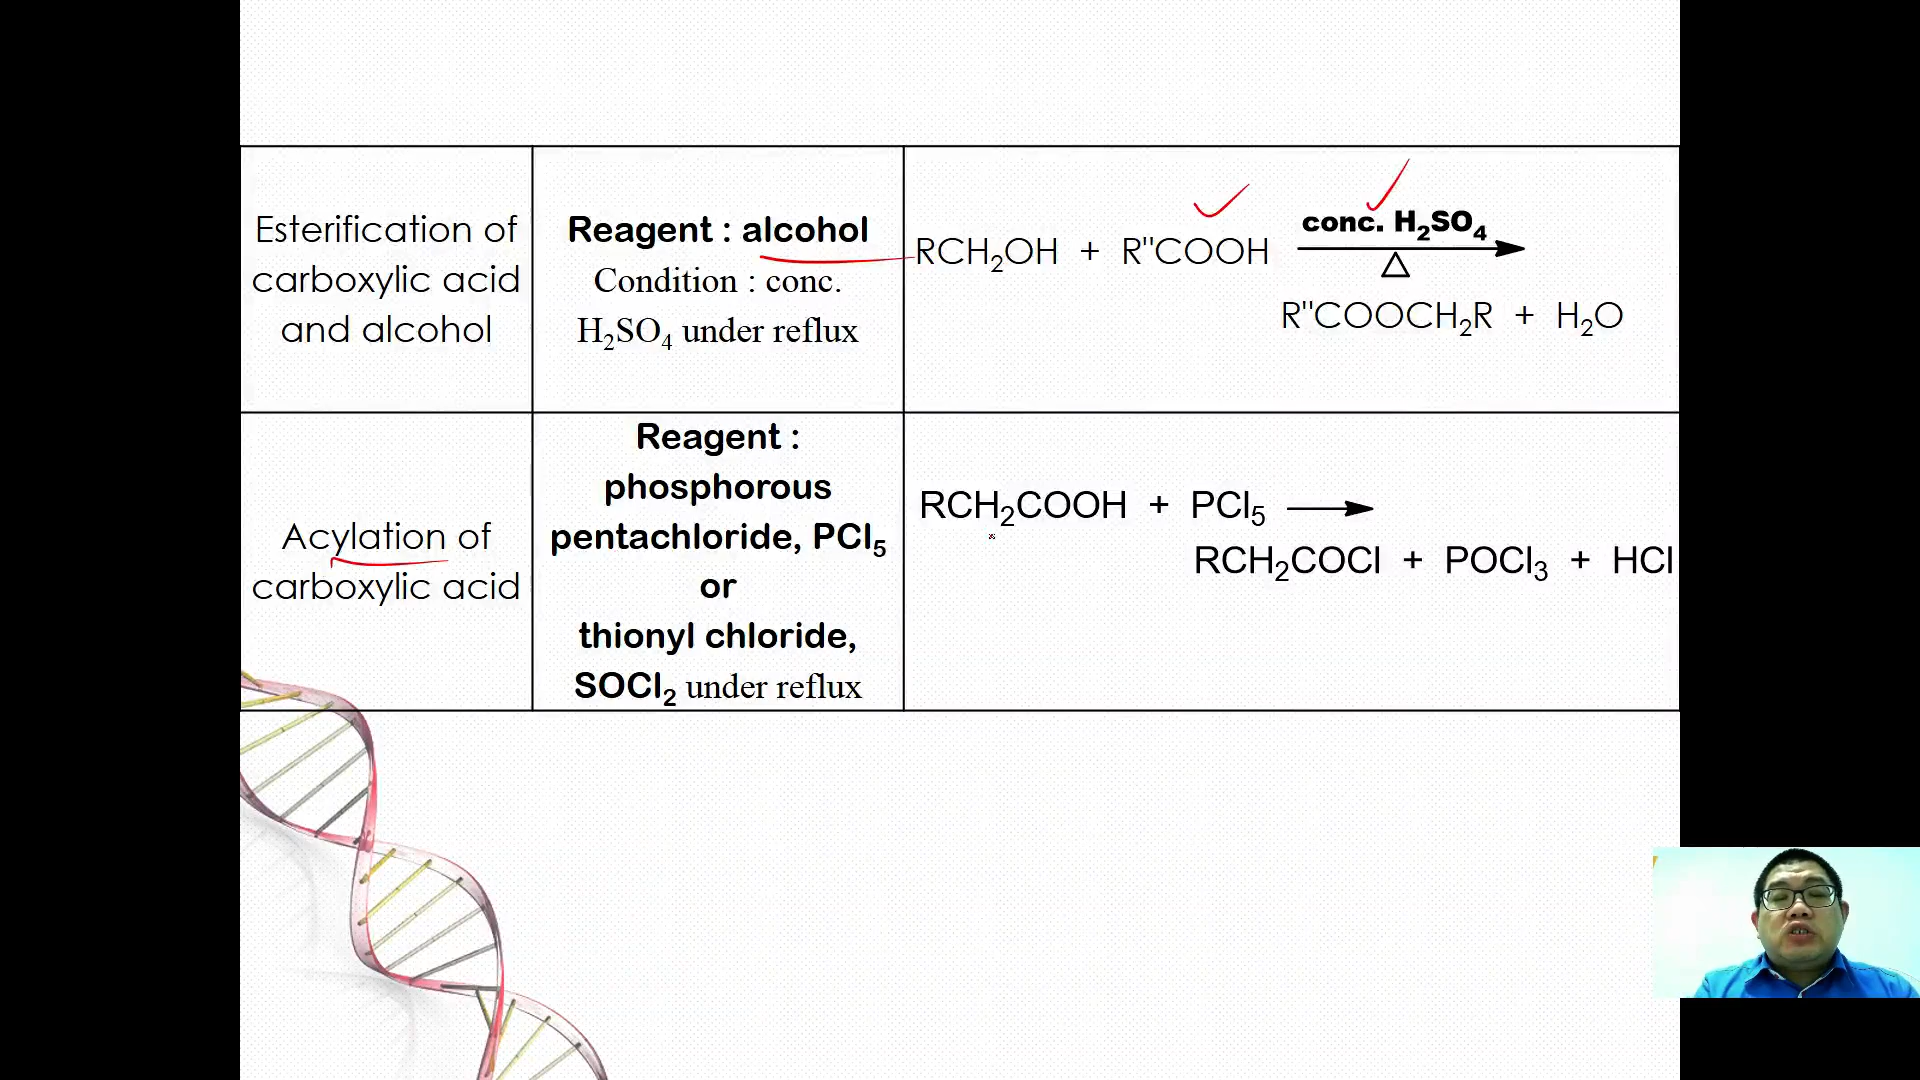 Esterification of
carboxylic acid
and alcohol
Reagent : alcohol
Condition : conc.
H₂SO₄ under reflux
RCH₂OH + R"COOH
conc. H₂SO₄
△
R"COOCH₂R + H₂O
Acylation of
carboxylic acid
Reagent :
phosphorous
pentachloride, PCl₅
or
thionyl chloride,
SOCl₂ under reflux
RCH₂COOH + PCl₅ ⟶
RCH₂COCl + POCl₃ + HCl